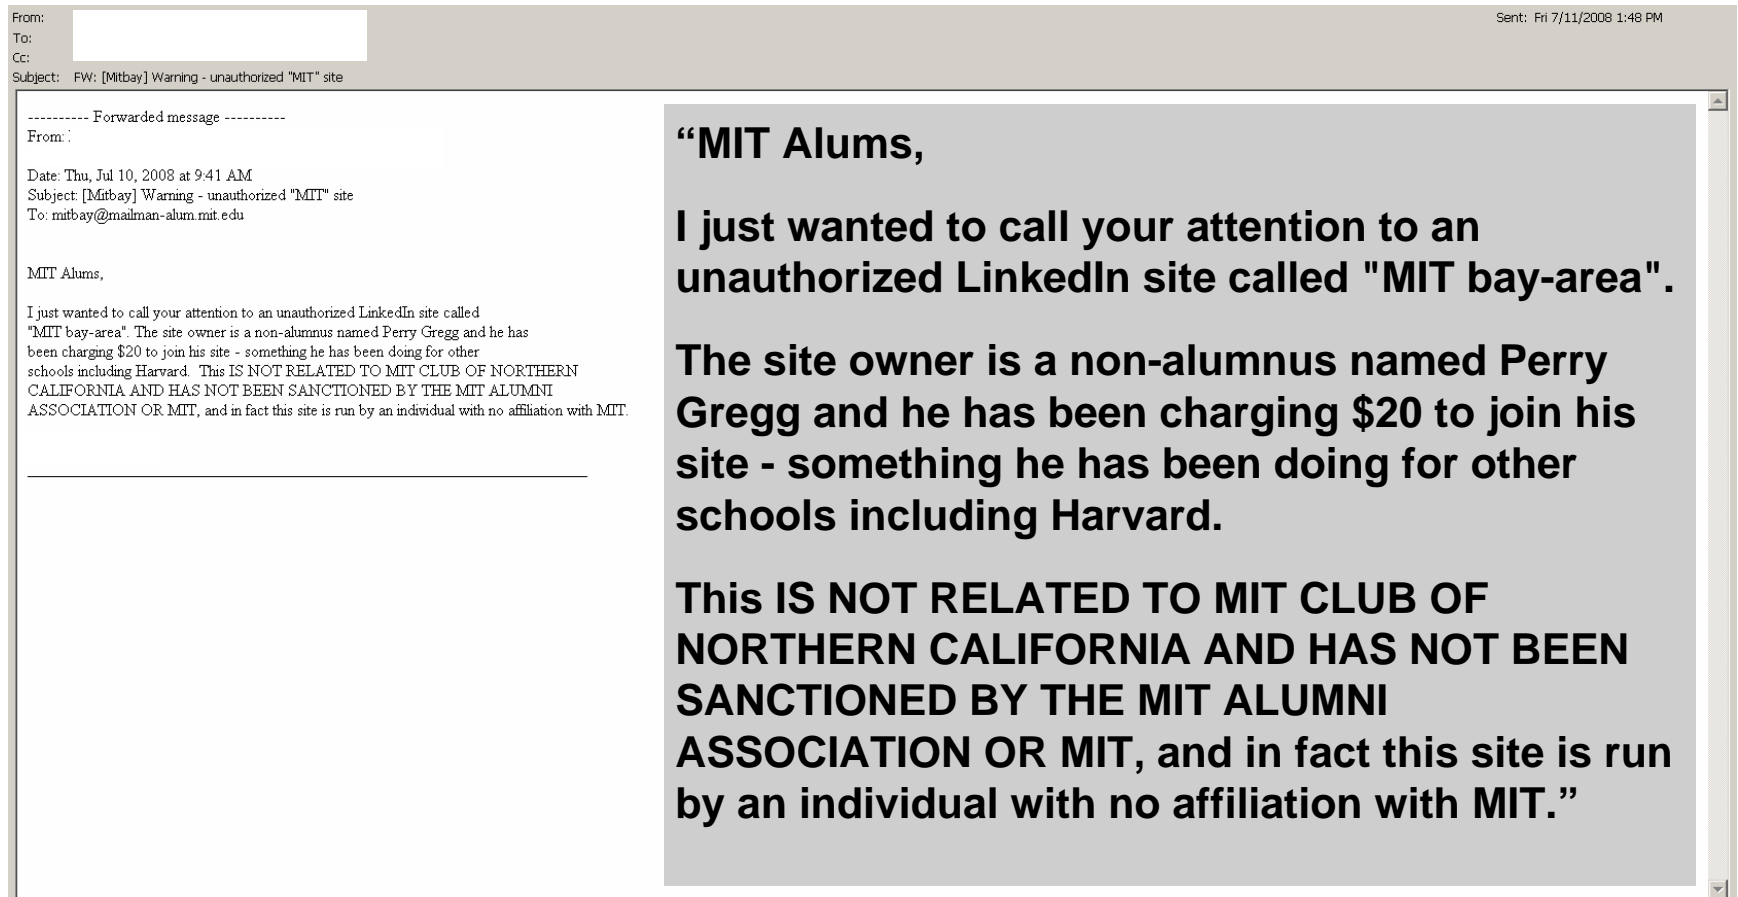 From:
Sent: Fri 7/11/2008 1:48 PM
To:
Cc:
Subject: FW: [Mitbay] Warning - unauthorized "MIT" site
---------- Forwarded message ----------
From:
Date: Thu, Jul 10, 2008 at 9:41 AM
Subject: [Mitbay] Warning - unauthorized "MIT" site
To: mitbay@mailman-alum.mit.edu
MIT Alums,
I just wanted to call your attention to an unauthorized LinkedIn site called
"MIT bay-area". The site owner is a non-alumnus named Perry Gregg and he has
been charging $20 to join his site - something he has been doing for other
schools including Harvard.  This IS NOT RELATED TO MIT CLUB OF NORTHERN
CALIFORNIA AND HAS NOT BEEN SANCTIONED BY THE MIT ALUMNI
ASSOCIATION OR MIT, and in fact this site is run by an individual with no affiliation with MIT.
“MIT Alums,
I just wanted to call your attention to an
unauthorized LinkedIn site called "MIT bay-area".
The site owner is a non-alumnus named Perry
Gregg and he has been charging $20 to join his
site - something he has been doing for other
schools including Harvard.
This IS NOT RELATED TO MIT CLUB OF
NORTHERN CALIFORNIA AND HAS NOT BEEN
SANCTIONED BY THE MIT ALUMNI
ASSOCIATION OR MIT, and in fact this site is run
by an individual with no affiliation with MIT.”